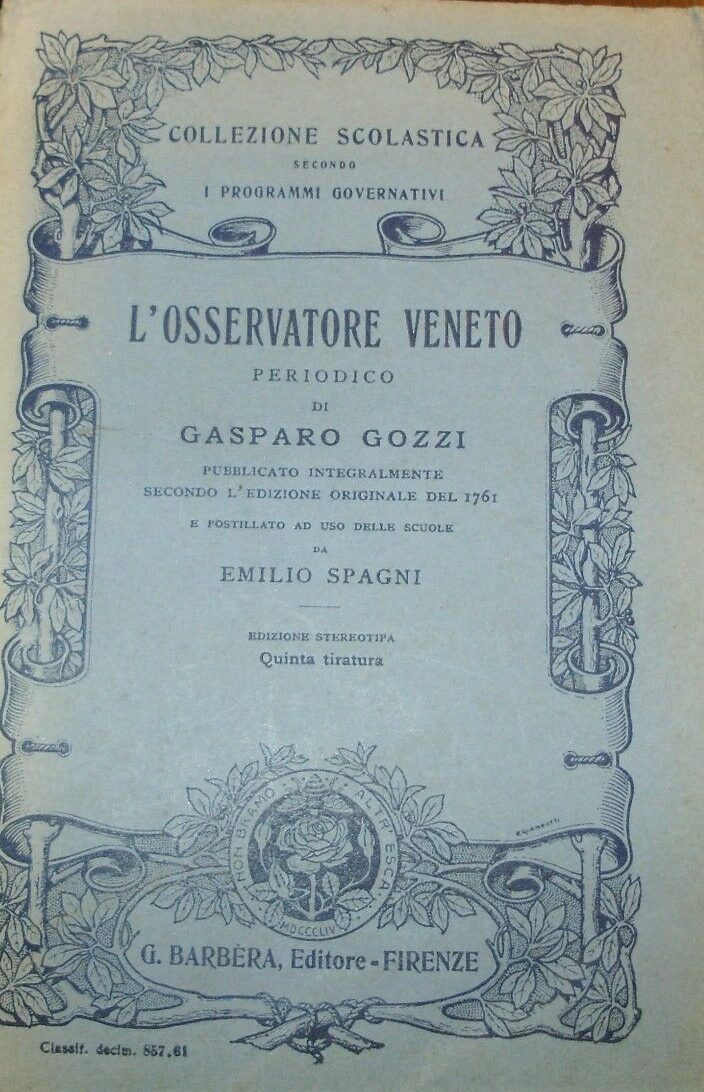 COLLEZIONE SCOLASTICA
SECONDO
I PROGRAMMI GOVERNATIVI
L'OSSERVATORE VENETO
PERIODICO
DI
GASPARO GOZZI
PUBBLICATO INTEGRALMENTE
SECONDO L'EDIZIONE ORIGINALE DEL 1761
E POSTILLATO AD USO DELLE SCUOLE
DA
EMILIO SPAGNI
EDIZIONE STEREOTIPA
Quinta tiratura
NON BRAMO ALTR'ESCA
MDCCCLIV
G. BARBÈRA, Editore - FIRENZE
Classif. decim. 857.61